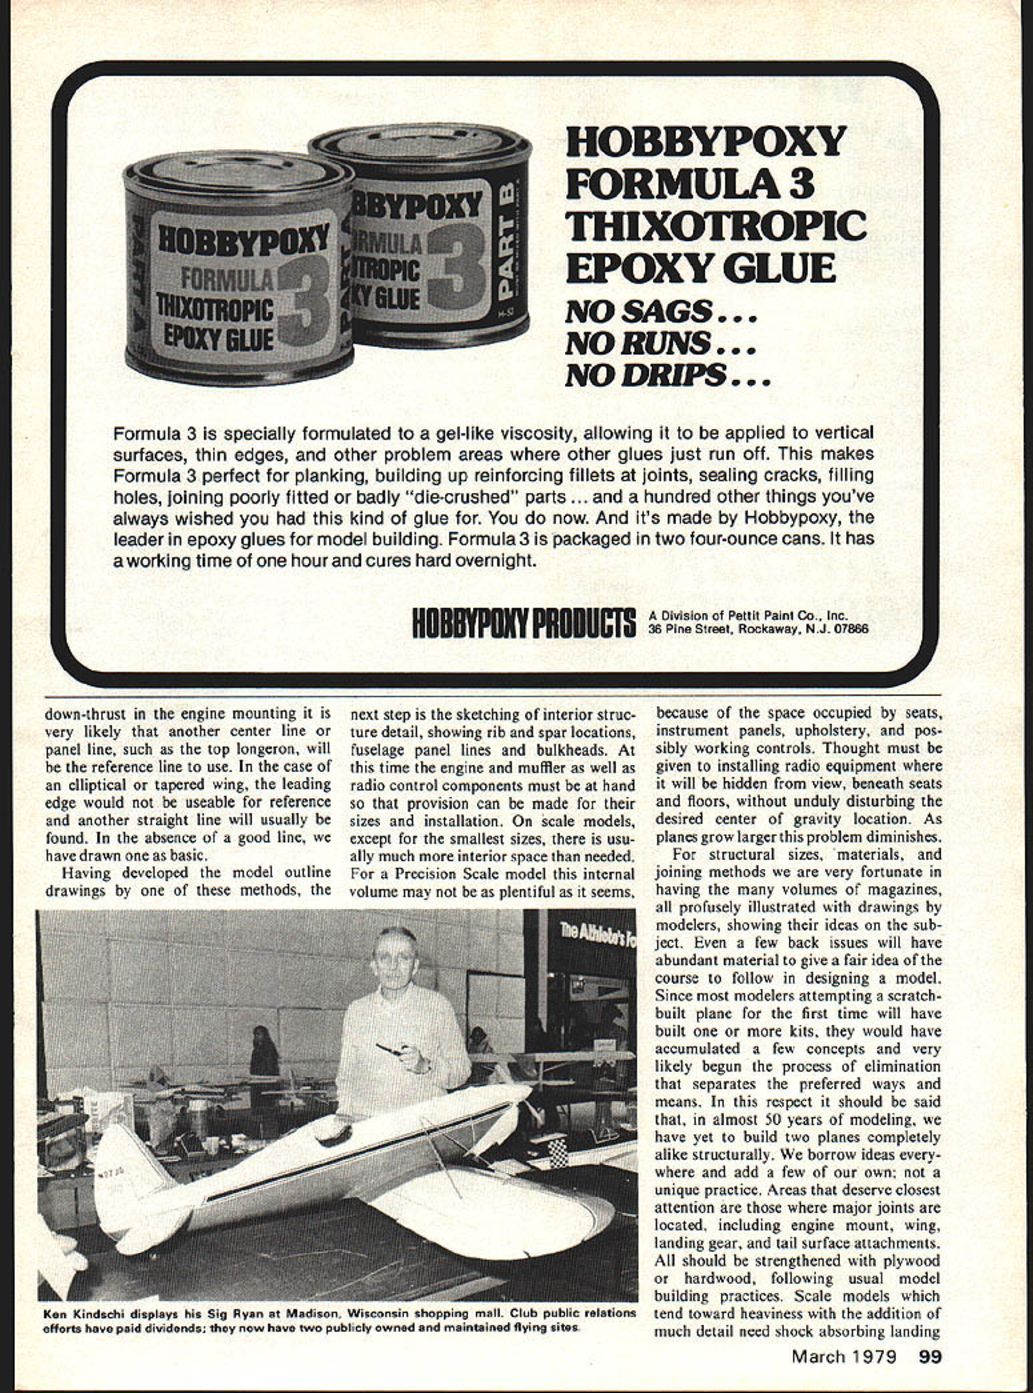 HOBBYPOXY
FORMULA 3
THIXOTROPIC
EPOXY GLUE
PART A
BBYPOXY
RMULA 3
TROPIC
XY GLUE
PART B
HOBBYPOXY
FORMULA 3
THIXOTROPIC
EPOXY GLUE
NO SAGS...
NO RUNS...
NO DRIPS...
Formula 3 is specially formulated to a gel-like viscosity, allowing it to be applied to vertical
surfaces, thin edges, and other problem areas where other glues just run off. This makes
Formula 3 perfect for planking, building up reinforcing fillets at joints, sealing cracks, filling
holes, joining poorly fitted or badly “die-crushed” parts ... and a hundred other things you've
always wished you had this kind of glue for. You do now. And it's made by Hobbypoxy, the
leader in epoxy glues for model building. Formula 3 is packaged in two four-ounce cans. It has
a working time of one hour and cures hard overnight.
HOBBYPOXY PRODUCTS
A Division of Pettit Paint Co., Inc.
36 Pine Street, Rockaway, N.J. 07866
down-thrust in the engine mounting it is
very likely that another center line or
panel line, such as the top longeron, will
be the reference line to use. In the case of
an elliptical or tapered wing, the leading
edge would not be useable for reference
and another straight line will usually be
found. In the absence of a good line, we
have drawn one as basic.
Having developed the model outline
drawings by one of these methods, the
next step is the sketching of interior struc-
ture detail, showing rib and spar locations,
fuselage panel lines and bulkheads. At
this time the engine and muffler as well as
radio control components must be at hand
so that provision can be made for their
sizes and installation. On scale models,
except for the smallest sizes, there is usu-
ally much more interior space than needed.
For a Precision Scale model this internal
volume may not be as plentiful as it seems,
because of the space occupied by seats,
instrument panels, upholstery, and pos-
sibly working controls. Thought must be
given to installing radio equipment where
it will be hidden from view, beneath seats
and floors, without unduly disturbing the
desired center of gravity location. As
planes grow larger this problem diminishes.
For structural sizes, materials, and
joining methods we are very fortunate in
having the many volumes of magazines,
all profusely illustrated with drawings by
modelers, showing their ideas on the sub-
ject. Even a few back issues will have
abundant material to give a fair idea of the
course to follow in designing a model.
Since most modelers attempting a scratch-
built plane for the first time will have
built one or more kits, they would have
accumulated a few concepts and very
likely begun the process of elimination
that separates the preferred ways and
means. In this respect it should be said
that, in almost 50 years of modeling, we
have yet to build two planes completely
alike structurally. We borrow ideas every-
where and add a few of our own; not a
unique practice. Areas that deserve closest
attention are those where major joints are
located, including engine mount, wing,
landing gear, and tail surface attachments.
All should be strengthened with plywood
or hardwood, following usual model
building practices. Scale models which
tend toward heaviness with the addition of
much detail need shock absorbing landing
The Athlete's Fo
Ken Kindschi displays his Sig Ryan at Madison, Wisconsin shopping mall. Club public relations
efforts have paid dividends; they now have two publicly owned and maintained flying sites.
March 1979 99